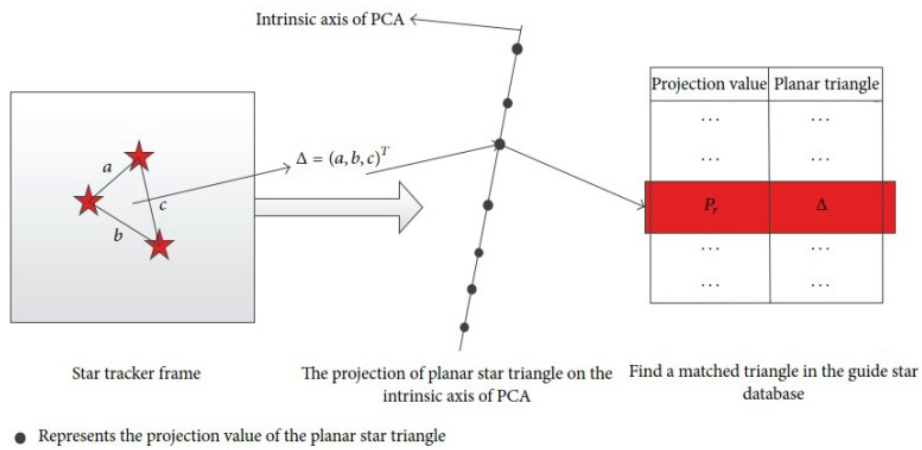 Intrinsic axis of PCA
Projection value Planar triangle
... ...
... ...
a
Δ = (a, b, c)^T
c
P_r Δ
b
... ...
... ...
Star tracker frame
The projection of planar star triangle on the
intrinsic axis of PCA
Find a matched triangle in the guide star
database
● Represents the projection value of the planar star triangle